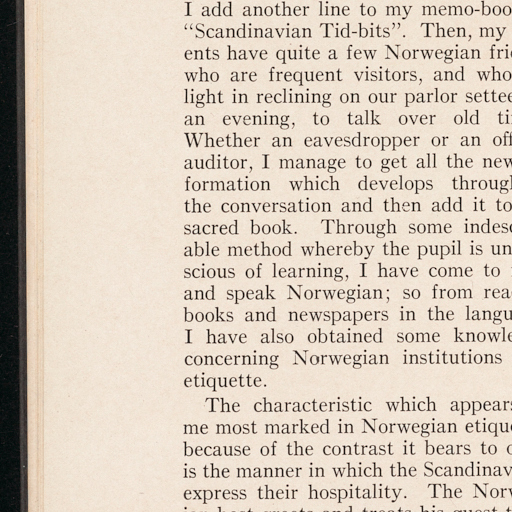 I add another line to my memo-boo
“Scandinavian Tid-bits”. Then, my
ents have quite a few Norwegian frie
who are frequent visitors, and who
light in reclining on our parlor settee
an evening, to talk over old ti
Whether an eavesdropper or an off
auditor, I manage to get all the new
formation which develops throug
the conversation and then add it to
sacred book. Through some indesc
able method whereby the pupil is un
scious of learning, I have come to
and speak Norwegian; so from rea
books and newspapers in the langu
I have also obtained some knowle
concerning Norwegian institutions
etiquette.
The characteristic which appears
me most marked in Norwegian etique
because of the contrast it bears to o
is the manner in which the Scandinav
express their hospitality. The Norw